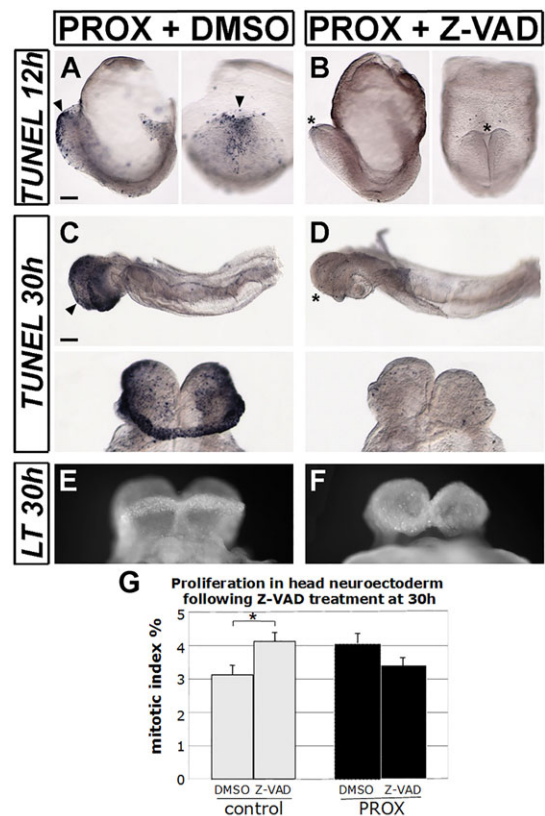 PROX + DMSO PROX + Z-VAD
TUNEL 12h
A
B
*
*
TUNEL 30h
C
D
*
LT 30h
E
F
G
Proliferation in head neuroectoderm
following Z-VAD treatment at 30h
mitotic index %
5
4
3
2
1
0
*
DMSO Z-VAD DMSO Z-VAD
control PROX